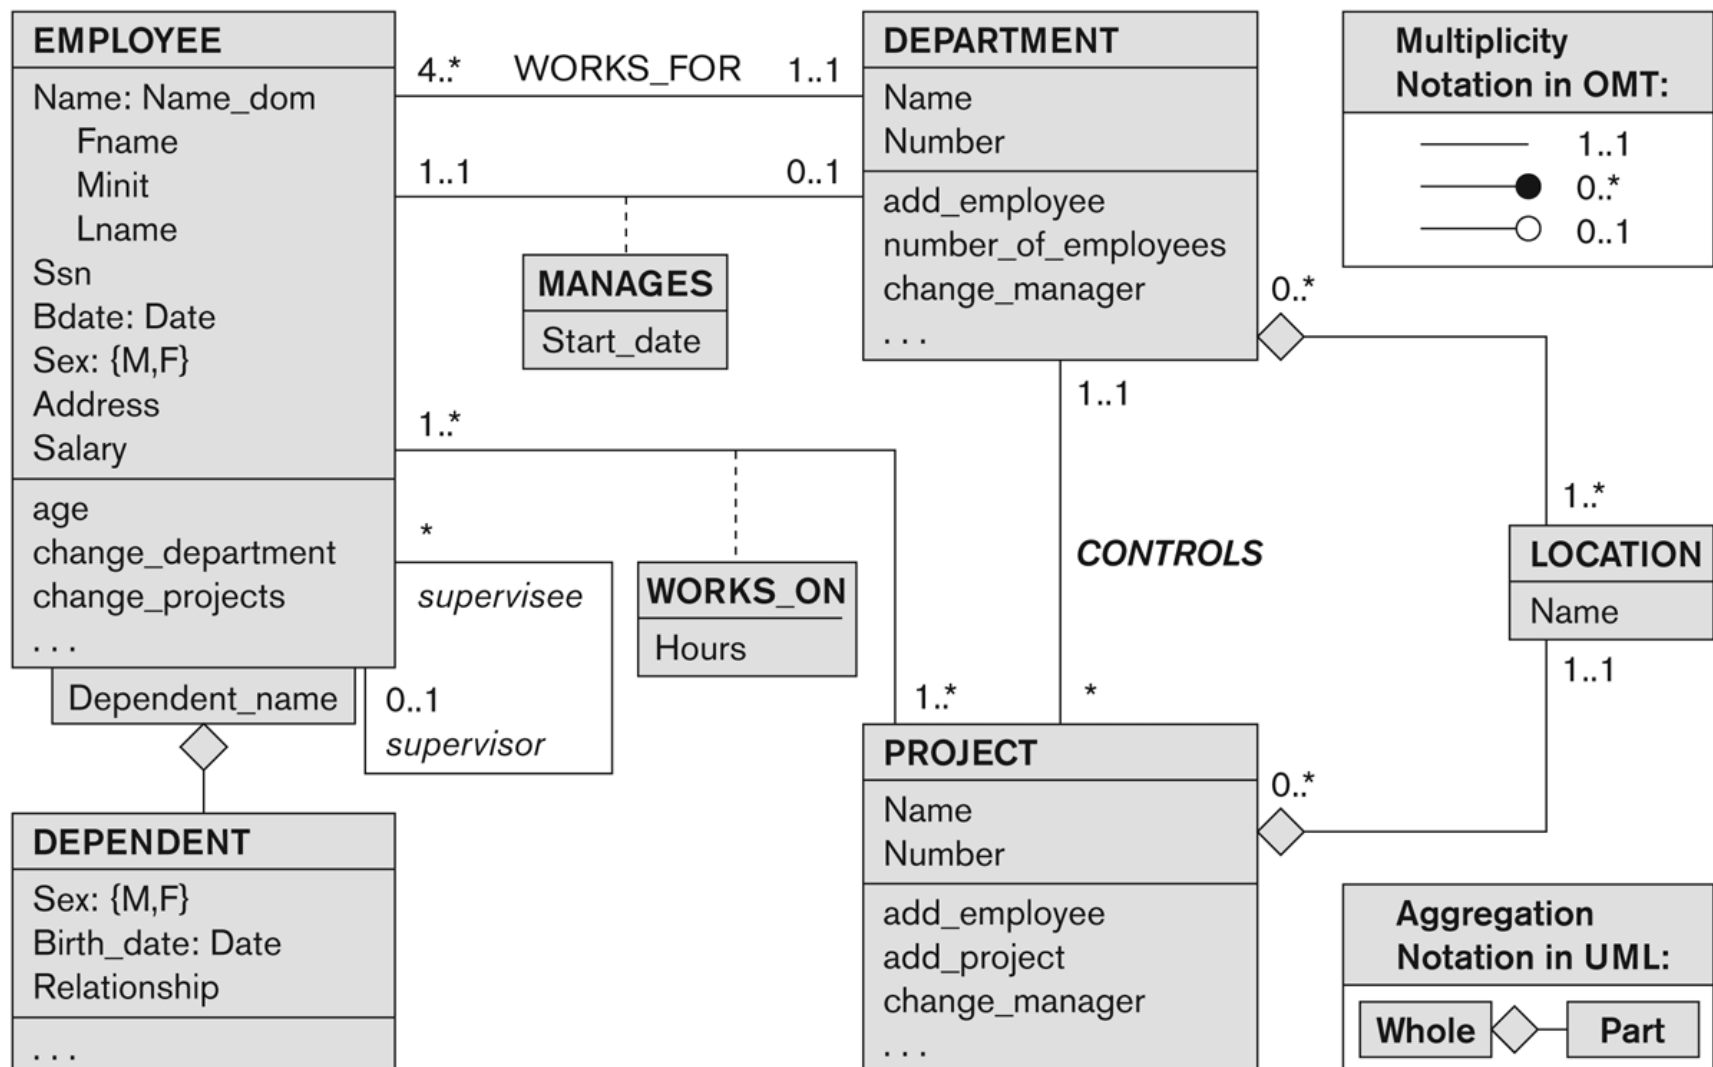 EMPLOYEE
Name: Name_dom
Fname
Minit
Lname
Ssn
Bdate: Date
Sex: {M,F}
Address
Salary
age
change_department
change_projects
. . .
Dependent_name
4..* WORKS_FOR 1..1
1..1 0..1
MANAGES
Start_date
1..*
*
supervisee
0..1
supervisor
WORKS_ON
Hours
1..*
DEPARTMENT
Name
Number
add_employee
number_of_employees
change_manager
. . .
0..*
1..1
CONTROLS
*
1..*
LOCATION
Name
1..1
PROJECT
Name
Number
add_employee
add_project
change_manager
. . .
0..*
DEPENDENT
Sex: {M,F}
Birth_date: Date
Relationship
. . .
Multiplicity
Notation in OMT:
1..1
0..*
0..1
Aggregation
Notation in UML:
Whole Part